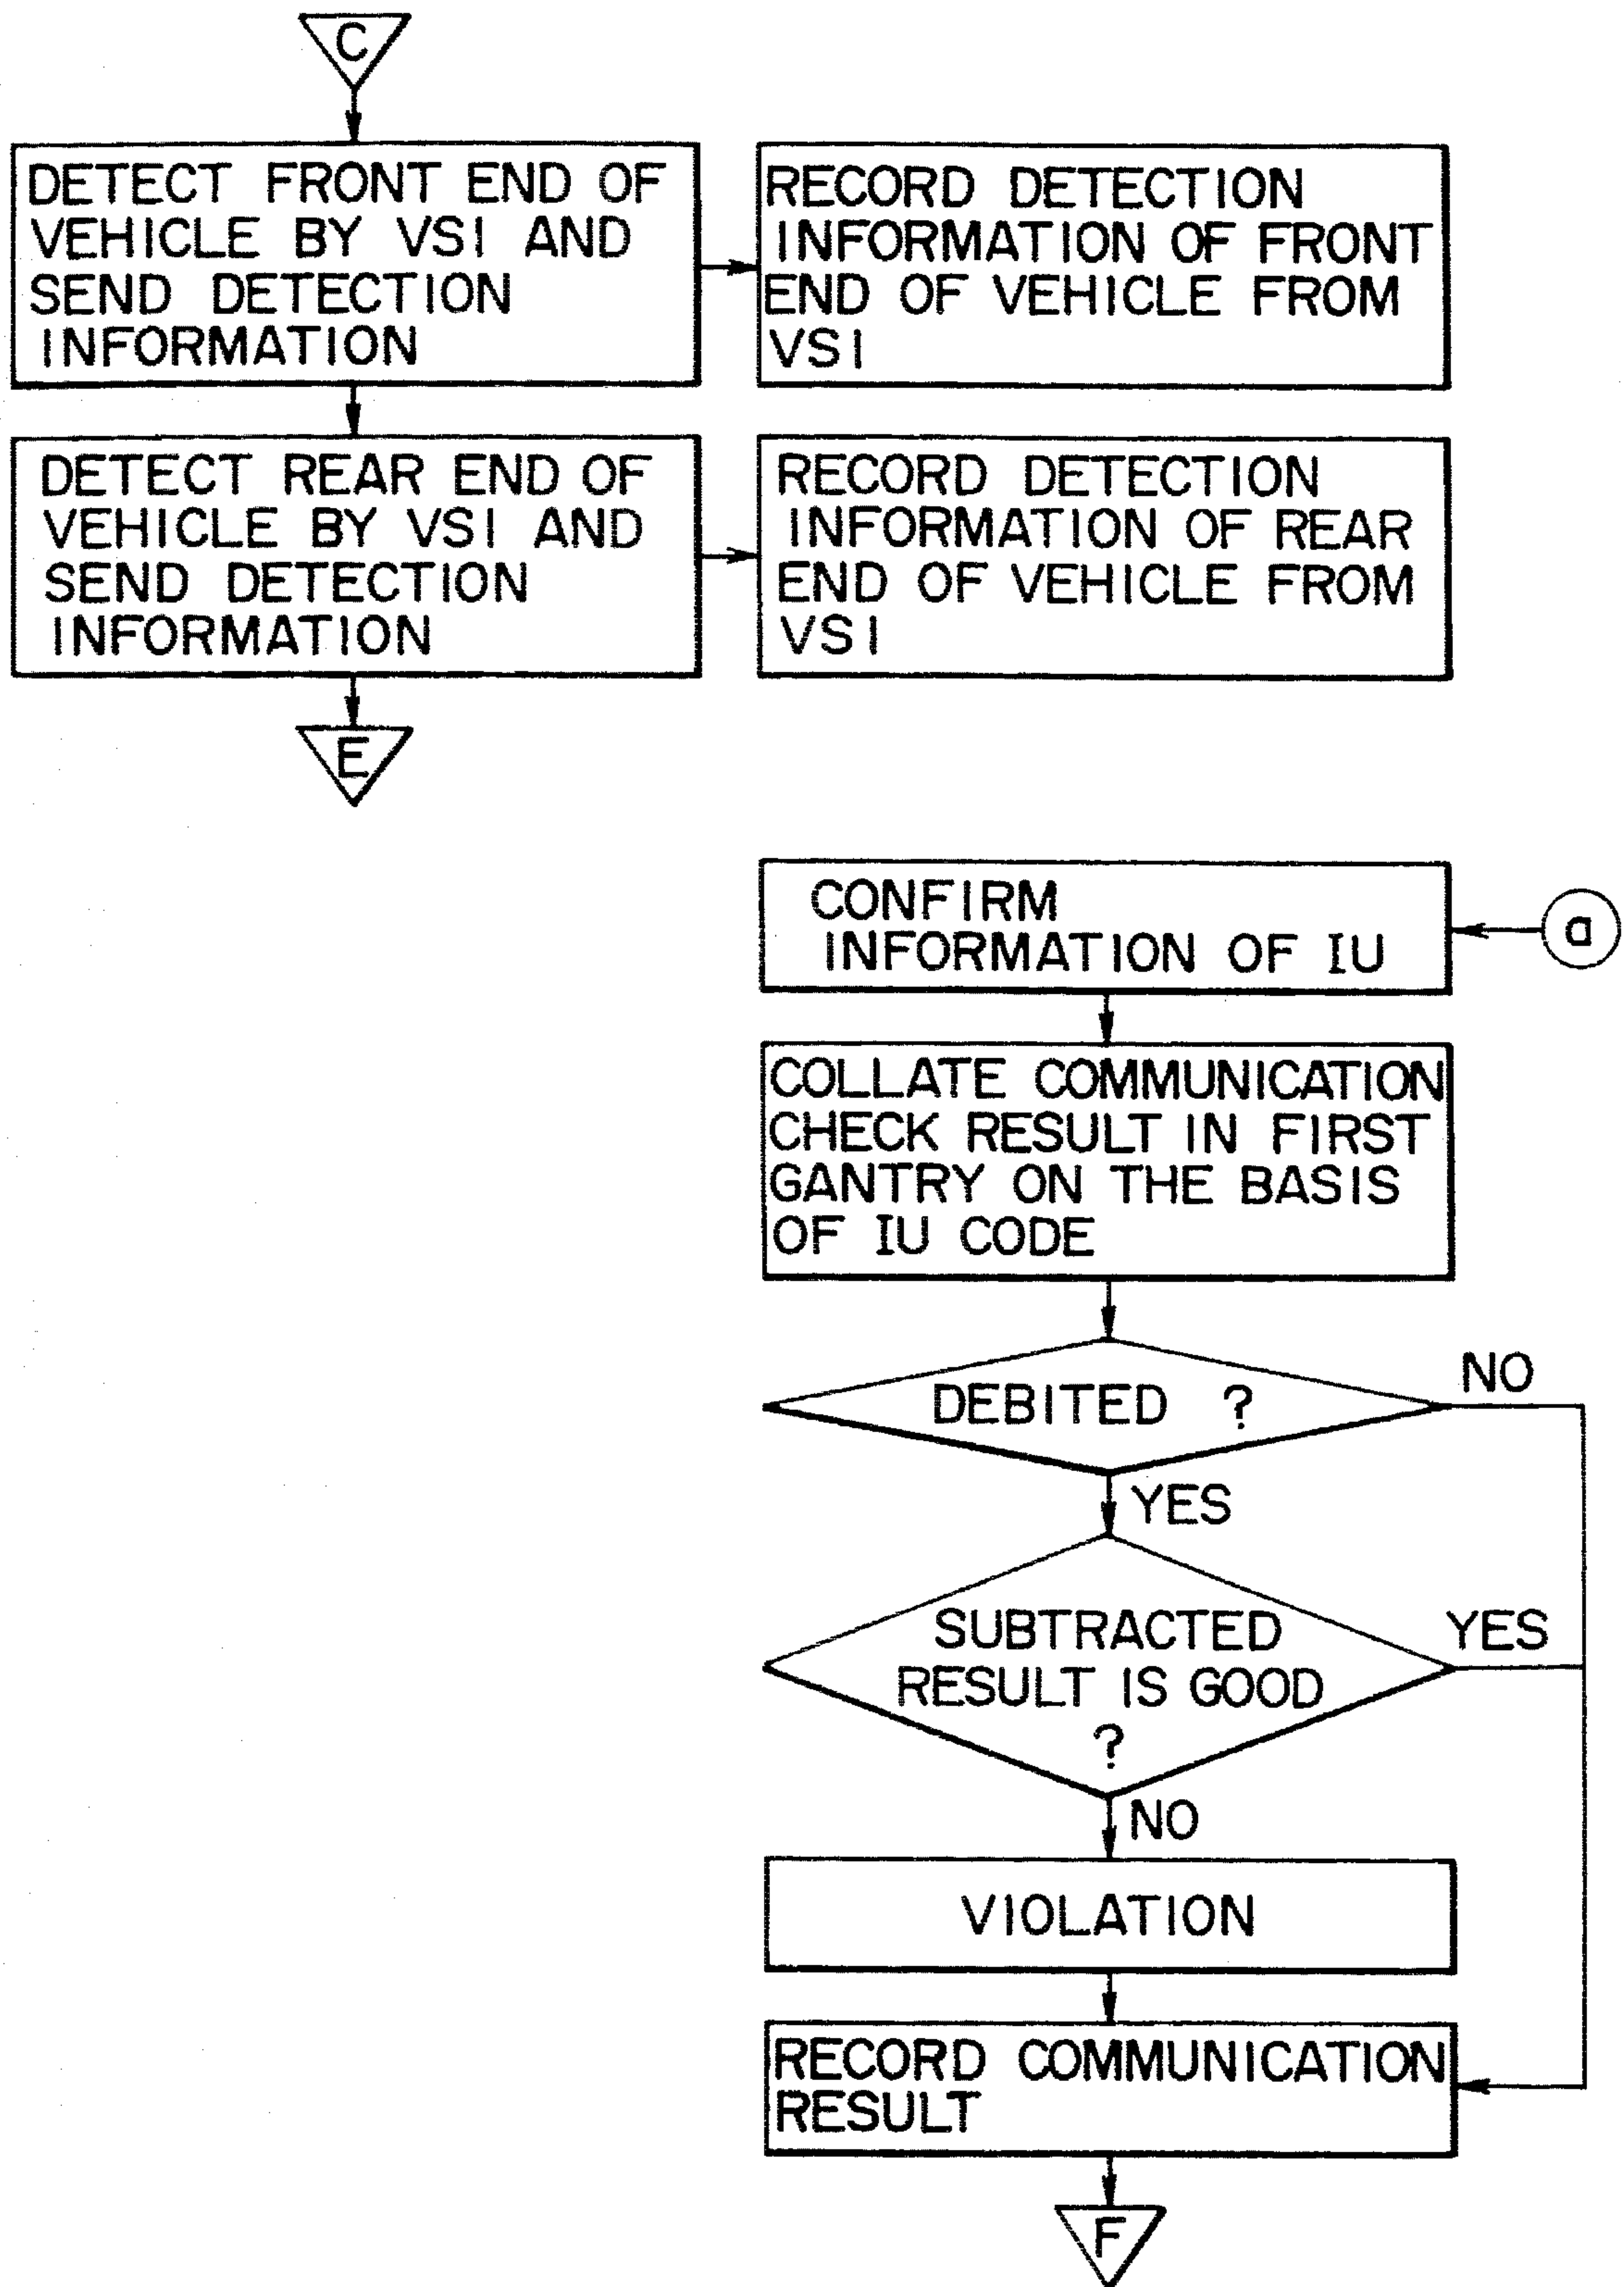 C
DETECT FRONT END OF
VEHICLE BY VSI AND
SEND DETECTION
INFORMATION
RECORD DETECTION
INFORMATION OF FRONT
END OF VEHICLE FROM
VSI
DETECT REAR END OF
VEHICLE BY VSI AND
SEND DETECTION
INFORMATION
RECORD DETECTION
INFORMATION OF REAR
END OF VEHICLE FROM
VSI
E
CONFIRM
INFORMATION OF IU
a
COLLATE COMMUNICATION
CHECK RESULT IN FIRST
GANTRY ON THE BASIS
OF IU CODE
DEBITED ?
NO
YES
SUBTRACTED
RESULT IS GOOD
?
YES
NO
VIOLATION
RECORD COMMUNICATION
RESULT
F